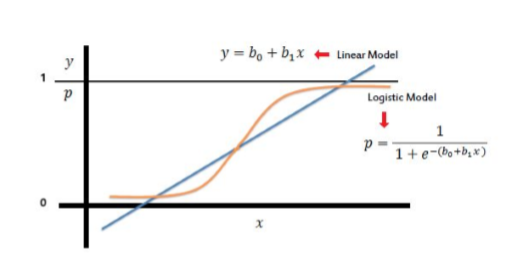 y = b₀ + b₁x
Linear Model
y
1
p
Logistic Model
p = 1 / 1 + e^−(b₀+b₁x)
0
x